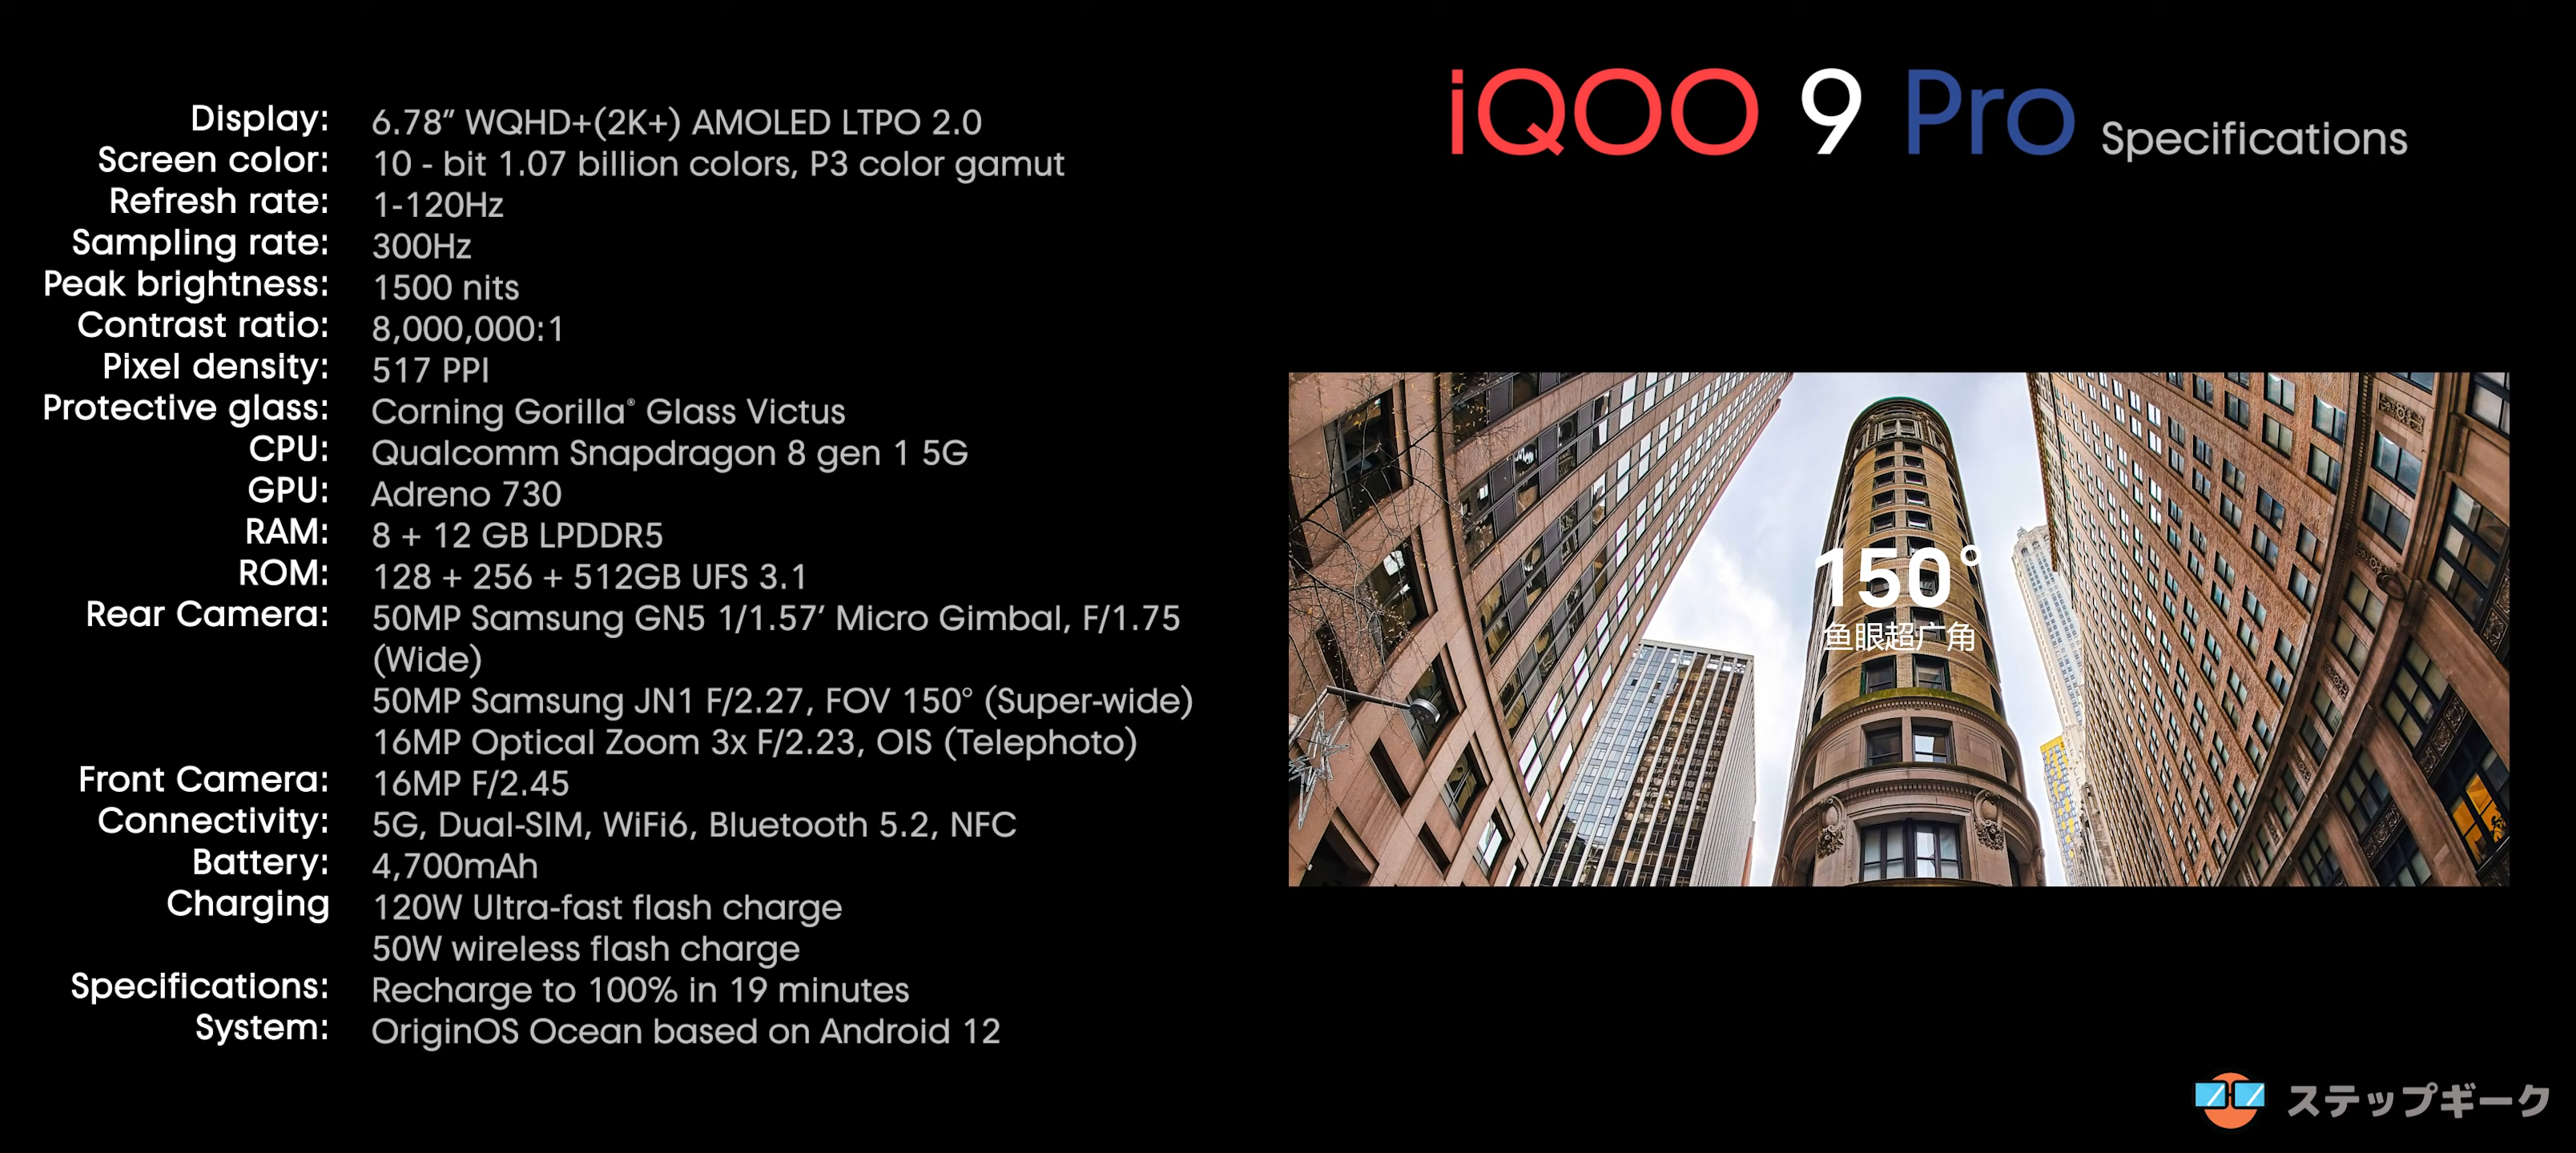 iQOO 9 Pro Specifications
Display: 6.78” WQHD+(2K+) AMOLED LTPO 2.0
Screen color: 10 - bit 1.07 billion colors, P3 color gamut
Refresh rate: 1-120Hz
Sampling rate: 300Hz
Peak brightness: 1500 nits
Contrast ratio: 8,000,000:1
Pixel density: 517 PPI
Protective glass: Corning Gorilla® Glass Victus
CPU: Qualcomm Snapdragon 8 gen 1 5G
GPU: Adreno 730
RAM: 8 + 12 GB LPDDR5
ROM: 128 + 256 + 512GB UFS 3.1
Rear Camera: 50MP Samsung GN5 1/1.57’ Micro Gimbal, F/1.75
(Wide)
50MP Samsung JN1 F/2.27, FOV 150° (Super-wide)
16MP Optical Zoom 3x F/2.23, OIS (Telephoto)
Front Camera: 16MP F/2.45
Connectivity: 5G, Dual-SIM, WiFi6, Bluetooth 5.2, NFC
Battery: 4,700mAh
Charging 120W Ultra-fast flash charge
50W wireless flash charge
Specifications: Recharge to 100% in 19 minutes
System: OriginOS Ocean based on Android 12
150°
鱼眼超广角
ステップギーク